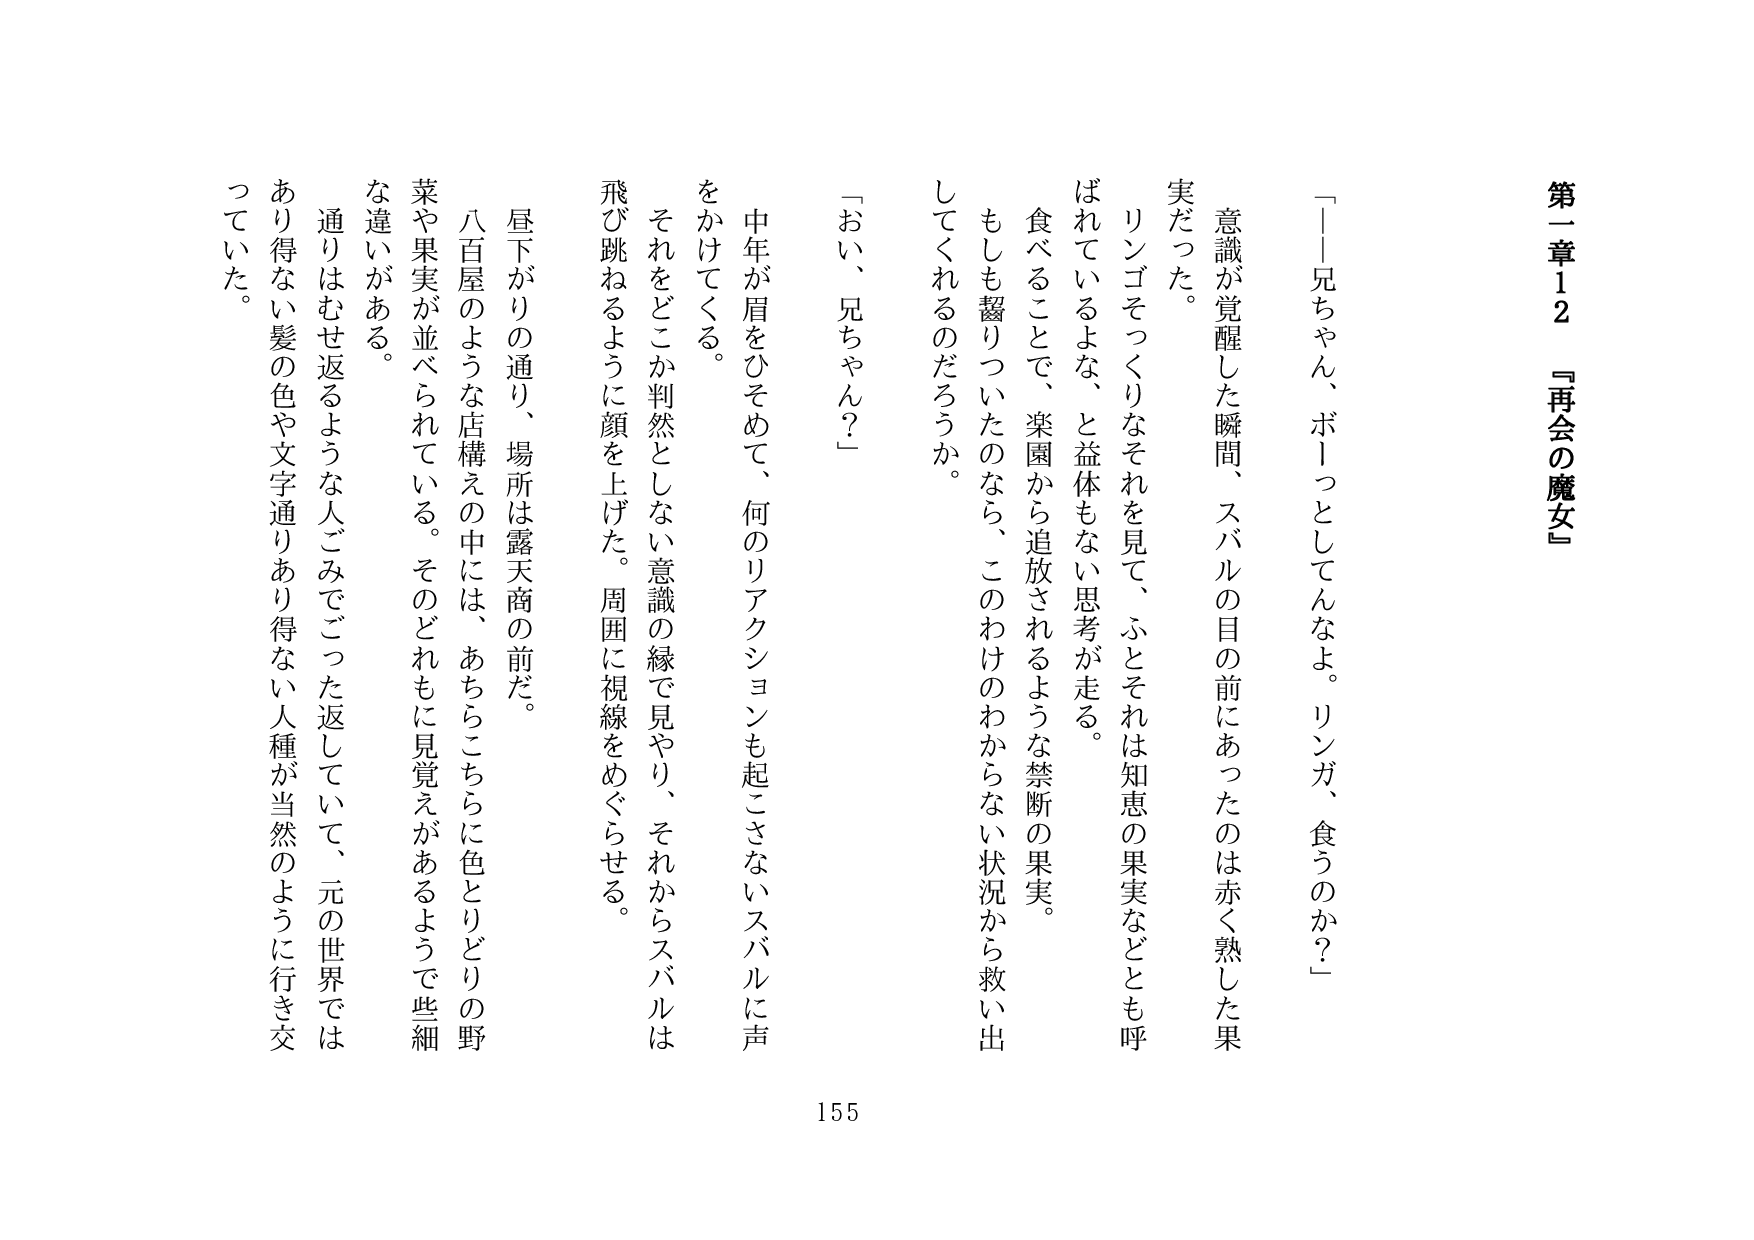 第一章１２　『再会の魔女』
「――兄ちゃん、ボーっとしてんなよ。リンガ、食うのか？」
　意識が覚醒した瞬間、スバルの目の前にあったのは赤く熟した果
実だった。
　リンゴそっくりなそれを見て、ふとそれは知恵の果実などとも呼
ばれているよな、と益体もない思考が走る。
　食べることで、楽園から追放されるような禁断の果実。
　もしも齧りついたのなら、このわけのわからない状況から救い出
してくれるのだろうか。
「おい、兄ちゃん？」
　中年が眉をひそめて、何のリアクションも起こさないスバルに声
をかけてくる。
　それをどこか判然としない意識の縁で見やり、それからスバルは
飛び跳ねるように顔を上げた。周囲に視線をめぐらせる。
　昼下がりの通り、場所は露天商の前だ。
　八百屋のような店構えの中には、あちらこちらに色とりどりの野
菜や果実が並べられている。そのどれもに見覚えがあるようで些細
な違いがある。
　通りはむせ返るような人ごみでごった返していて、元の世界では
あり得ない髪の色や文字通りあり得ない人種が当然のように行き交
っていた。
155